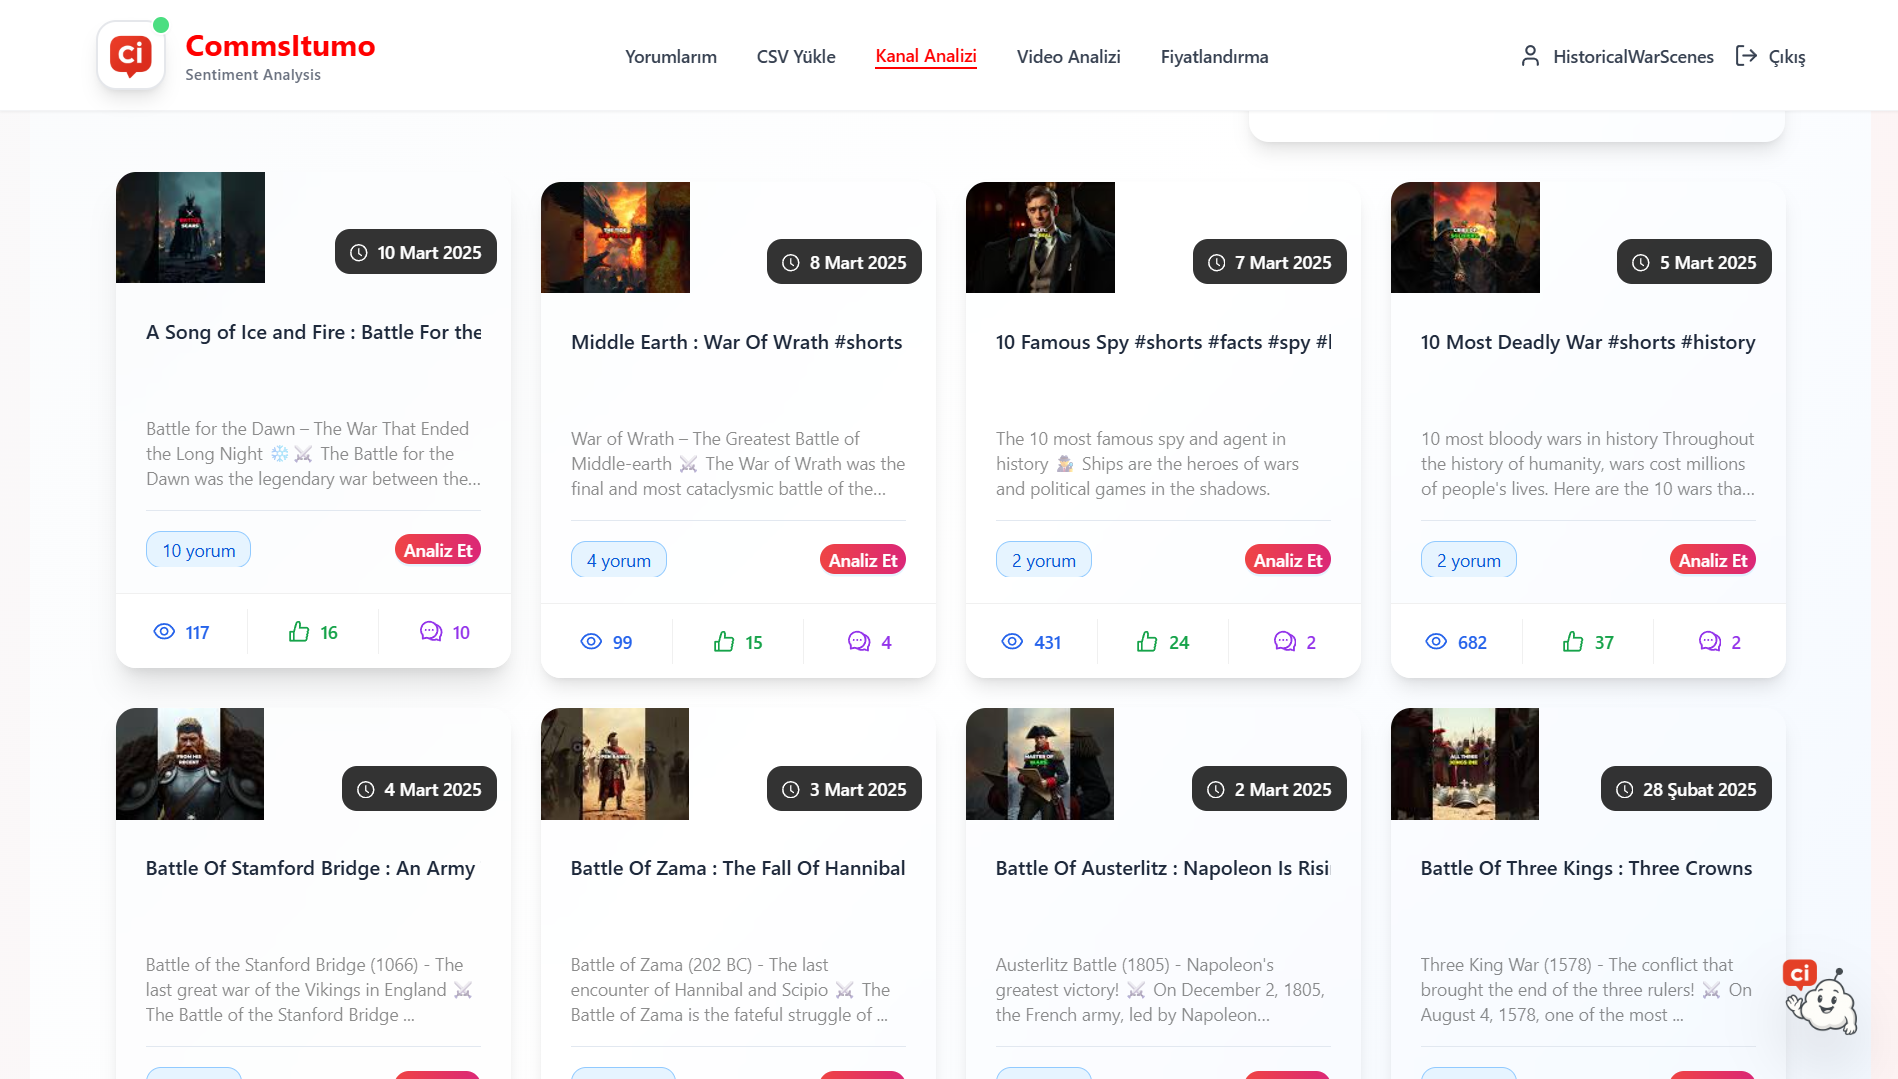 ci
CommsItumo
Sentiment Analysis
Yorumlarım
CSV Yükle
Kanal Analizi
Video Analizi
Fiyatlandırma
HistoricalWarScenes
Çıkış
10 Mart 2025
A Song of Ice and Fire : Battle For the
Battle for the Dawn – The War That Ended
the Long Night ❄️⚔️ The Battle for the
Dawn was the legendary war between the...
10 yorum
Analiz Et
117
16
10
8 Mart 2025
Middle Earth : War Of Wrath #shorts
War of Wrath – The Greatest Battle of
Middle-earth ⚔️ The War of Wrath was the
final and most cataclysmic battle of the...
4 yorum
Analiz Et
99
15
4
7 Mart 2025
10 Famous Spy #shorts #facts #spy #l
The 10 most famous spy and agent in
history 🕵️ Ships are the heroes of wars
and political games in the shadows.
2 yorum
Analiz Et
431
24
2
5 Mart 2025
10 Most Deadly War #shorts #history
10 most bloody wars in history Throughout
the history of humanity, wars cost millions
of people's lives. Here are the 10 wars tha...
2 yorum
Analiz Et
682
37
2
4 Mart 2025
Battle Of Stamford Bridge : An Army
Battle of the Stanford Bridge (1066) - The
last great war of the Vikings in England ⚔️
The Battle of the Stanford Bridge ...
3 Mart 2025
Battle Of Zama : The Fall Of Hannibal
Battle of Zama (202 BC) - The last
encounter of Hannibal and Scipio ⚔️ The
Battle of Zama is the fateful struggle of ...
MASTER OF
WARS
2 Mart 2025
Battle Of Austerlitz : Napoleon Is Risi
Austerlitz Battle (1805) - Napoleon's
greatest victory! ⚔️ On December 2, 1805,
the French army, led by Napoleon...
ALL THREE
KINGS DIE
28 Şubat 2025
Battle Of Three Kings : Three Crowns
Three King War (1578) - The conflict that
brought the end of the three rulers! ⚔️ On
August 4, 1578, one of the most ...
ci